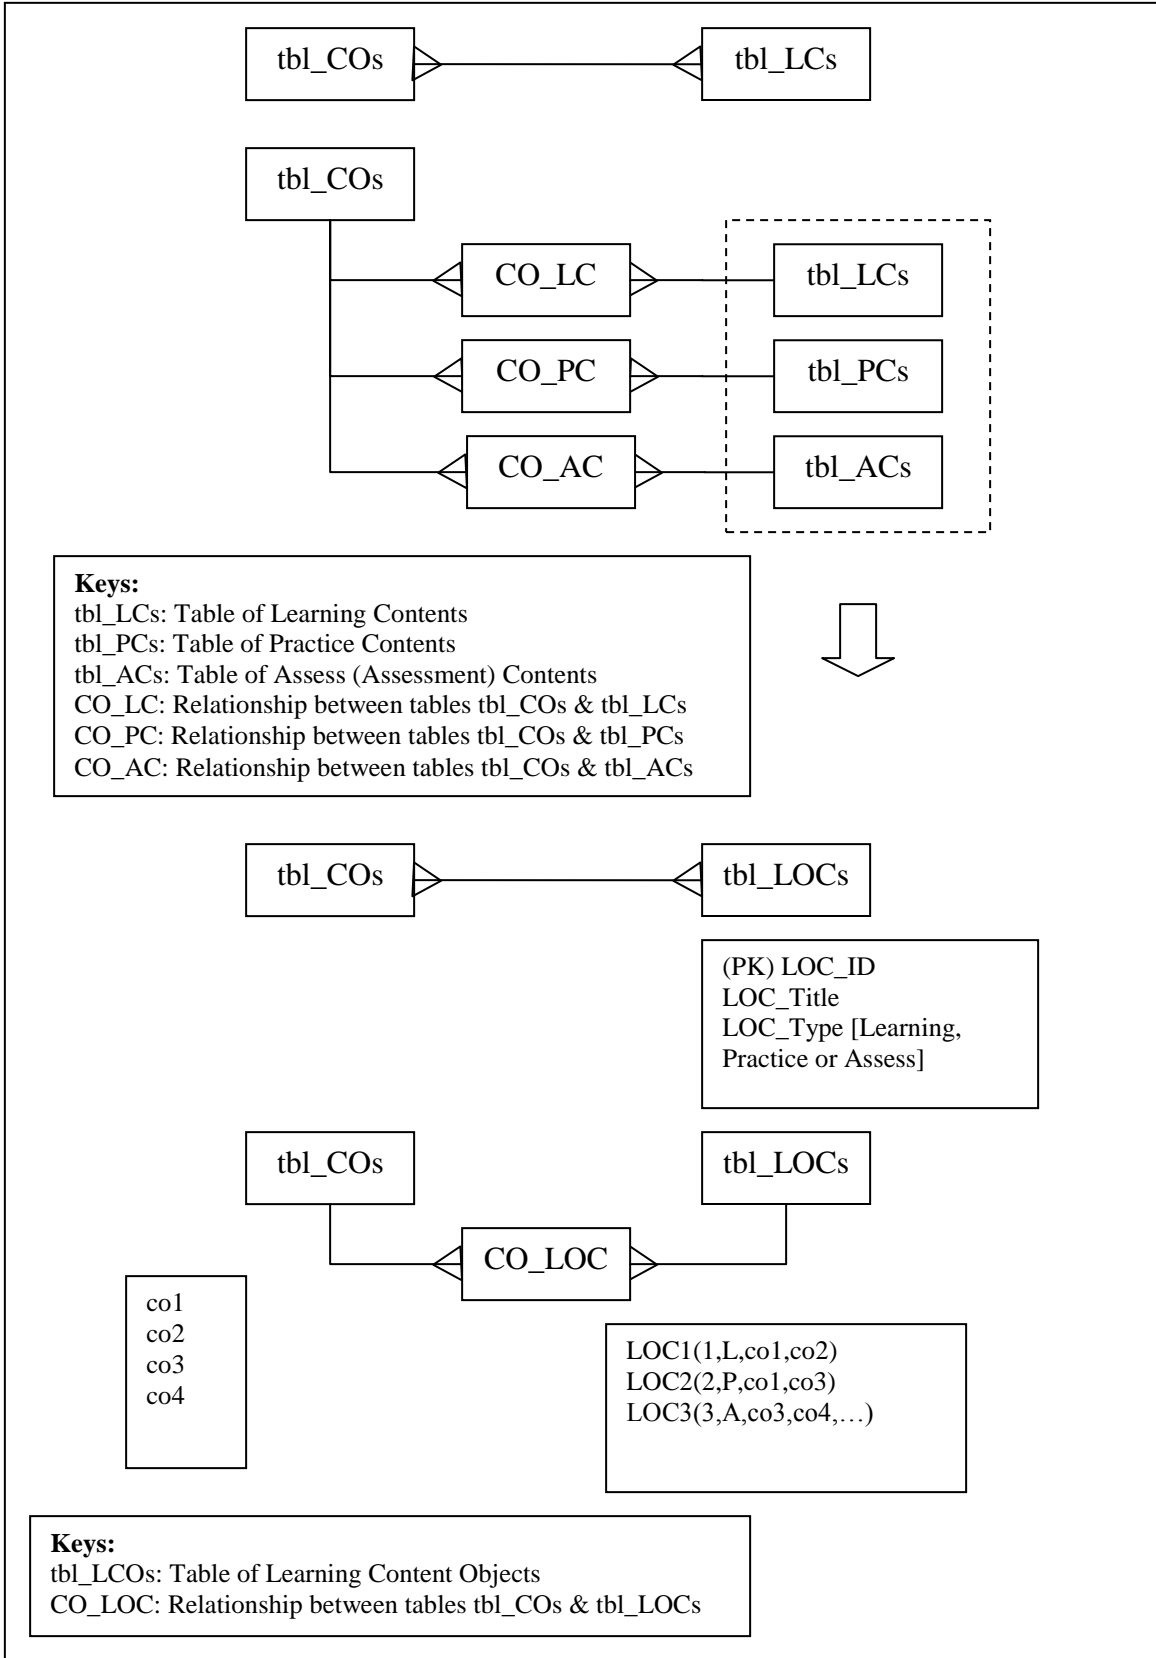 tbl_COs
tbl_LCs
tbl_COs
CO_LC
tbl_LCs
CO_PC
tbl_PCs
CO_AC
tbl_ACs
Keys:
tbl_LCs: Table of Learning Contents
tbl_PCs: Table of Practice Contents
tbl_ACs: Table of Assess (Assessment) Contents
CO_LC: Relationship between tables tbl_COs & tbl_LCs
CO_PC: Relationship between tables tbl_COs & tbl_PCs
CO_AC: Relationship between tables tbl_COs & tbl_ACs
tbl_COs
tbl_LOCs
(PK) LOC_ID
LOC_Title
LOC_Type [Learning,
Practice or Assess]
tbl_COs
tbl_LOCs
CO_LOC
co1
co2
co3
co4
LOC1(1,L,co1,co2)
LOC2(2,P,co1,co3)
LOC3(3,A,co3,co4,…)
Keys:
tbl_LCOs: Table of Learning Content Objects
CO_LOC: Relationship between tables tbl_COs & tbl_LOCs